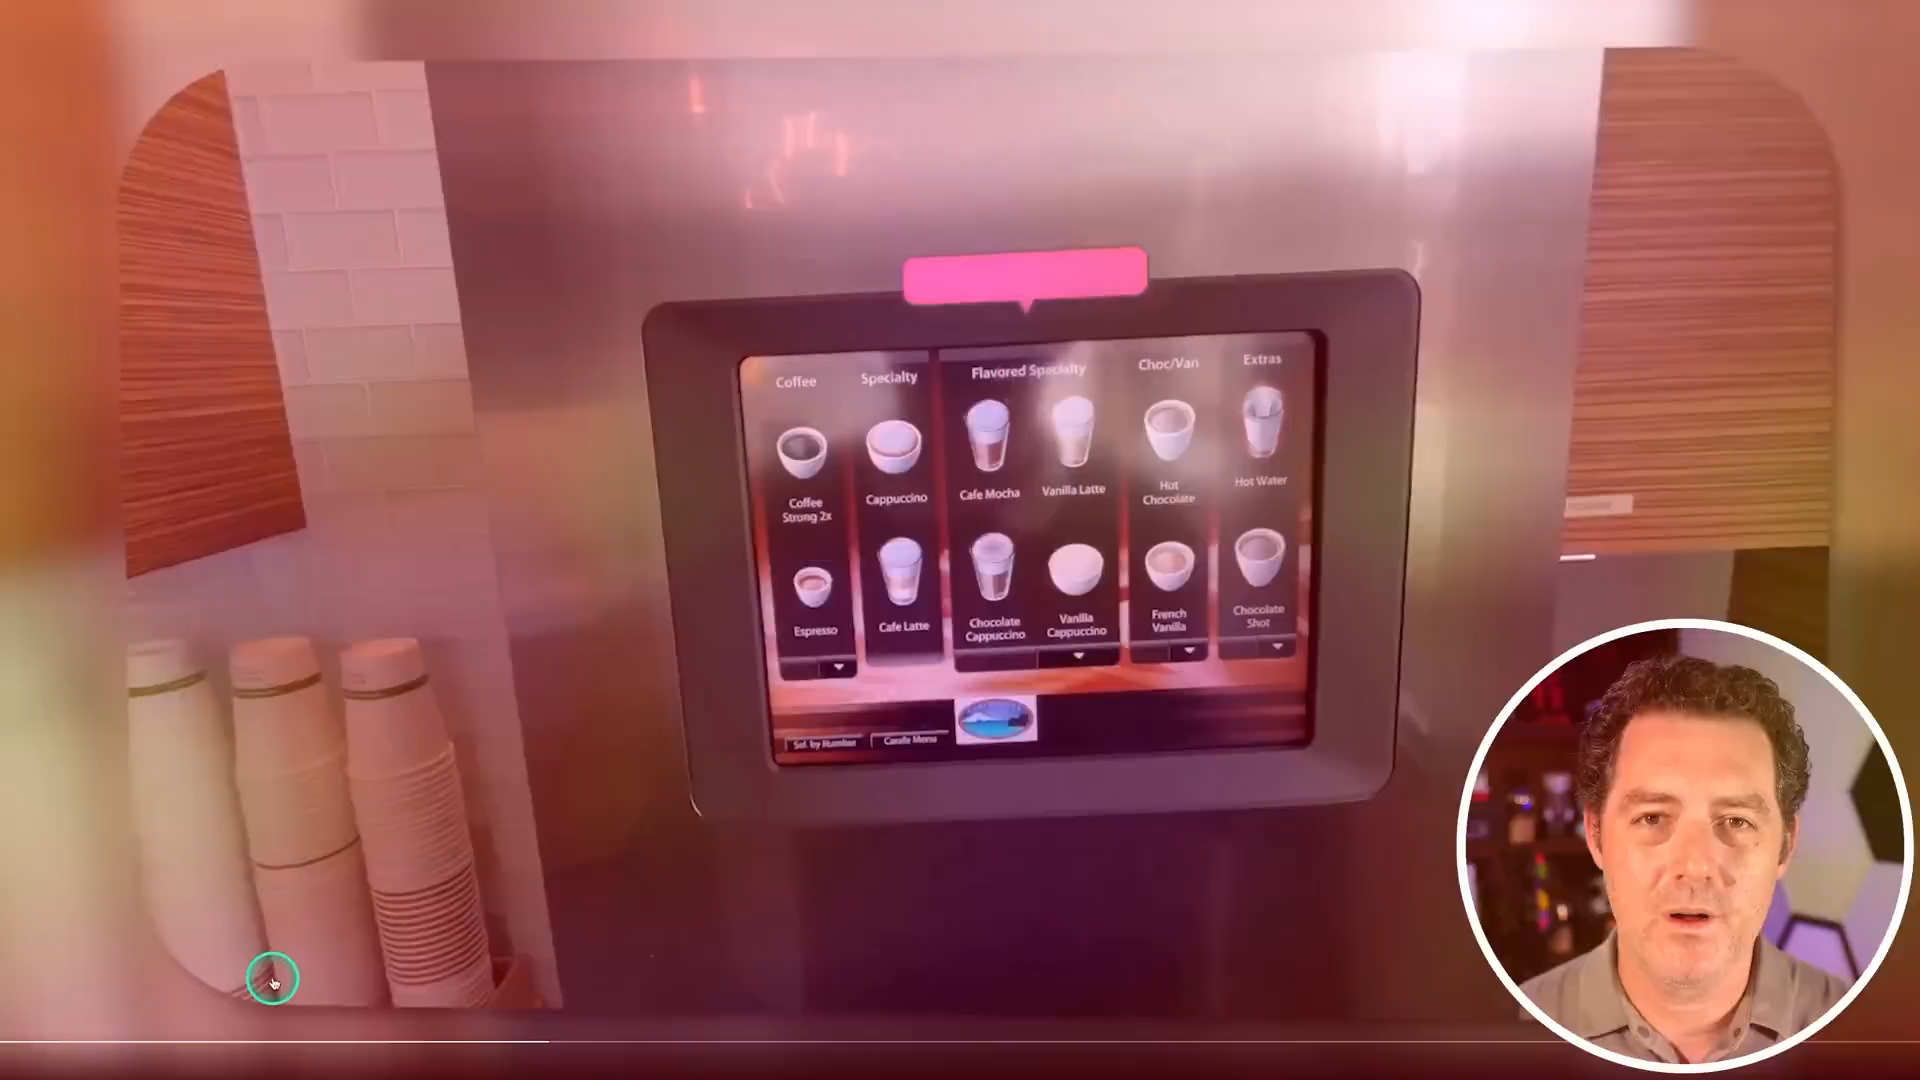 Coffee
Specialty
Flavored Specialty
Choc/Van
Extras
Coffee
Strong 2x
Cappuccino
Cafe Mocha
Vanilla Latte
Hot
Chocolate
Hot Water
Espresso
Cafe Latte
Chocolate
Cappuccino
Vanilla
Cappuccino
French
Vanilla
Chocolate
Shot
Sel. by Number
Carafe Menu